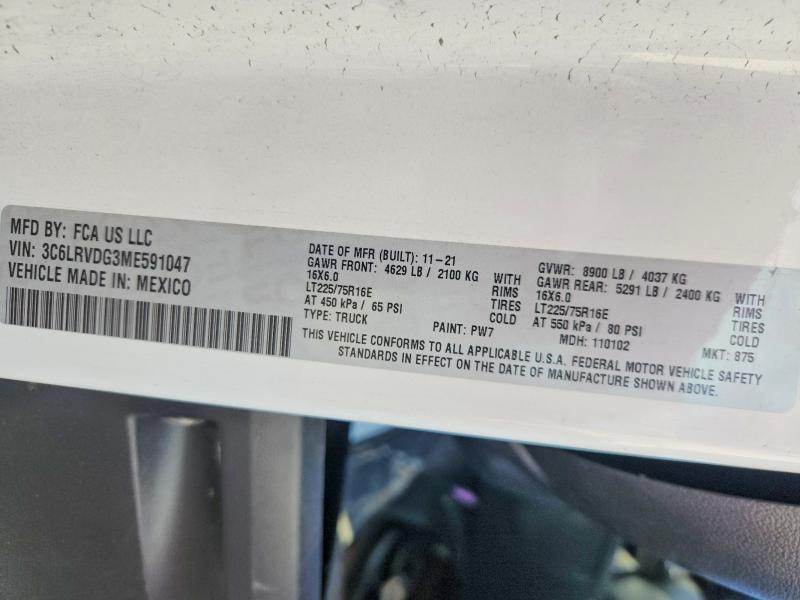 MFD BY: FCA US LLC
VIN: 3C6LRVDG3ME591047
VEHICLE MADE IN: MEXICO
DATE OF MFR (BUILT): 11-21
GAWR FRONT: 4629 LB / 2100 KG WITH
16X6.0 RIMS
LT225/75R16E TIRES
AT 450 kPa / 65 PSI COLD
TYPE: TRUCK PAINT: PW7
GVWR: 8900 LB / 4037 KG
GAWR REAR: 5291 LB / 2400 KG WITH
16X6.0 RIMS
LT225/75R16E TIRES
AT 550 kPa / 80 PSI COLD
MDH: 110102 MKT: 875
THIS VEHICLE CONFORMS TO ALL APPLICABLE U.S.A. FEDERAL MOTOR VEHICLE SAFETY
STANDARDS IN EFFECT ON THE DATE OF MANUFACTURE SHOWN ABOVE.